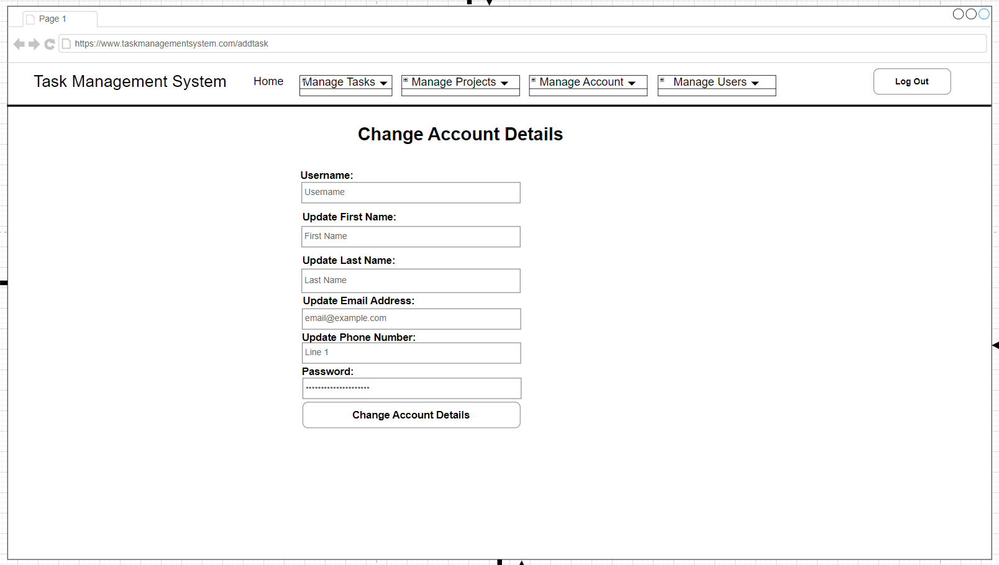 Page 1
https://www.taskmanagementsystem.com/addtask
Task Management System
Home
Manage Tasks
Manage Projects
Manage Account
Manage Users
Log Out
Change Account Details
Username:
Username
Update First Name:
First Name
Update Last Name:
Last Name
Update Email Address:
email@example.com
Update Phone Number:
Line 1
Password:
•••••••••••••••••••••
Change Account Details